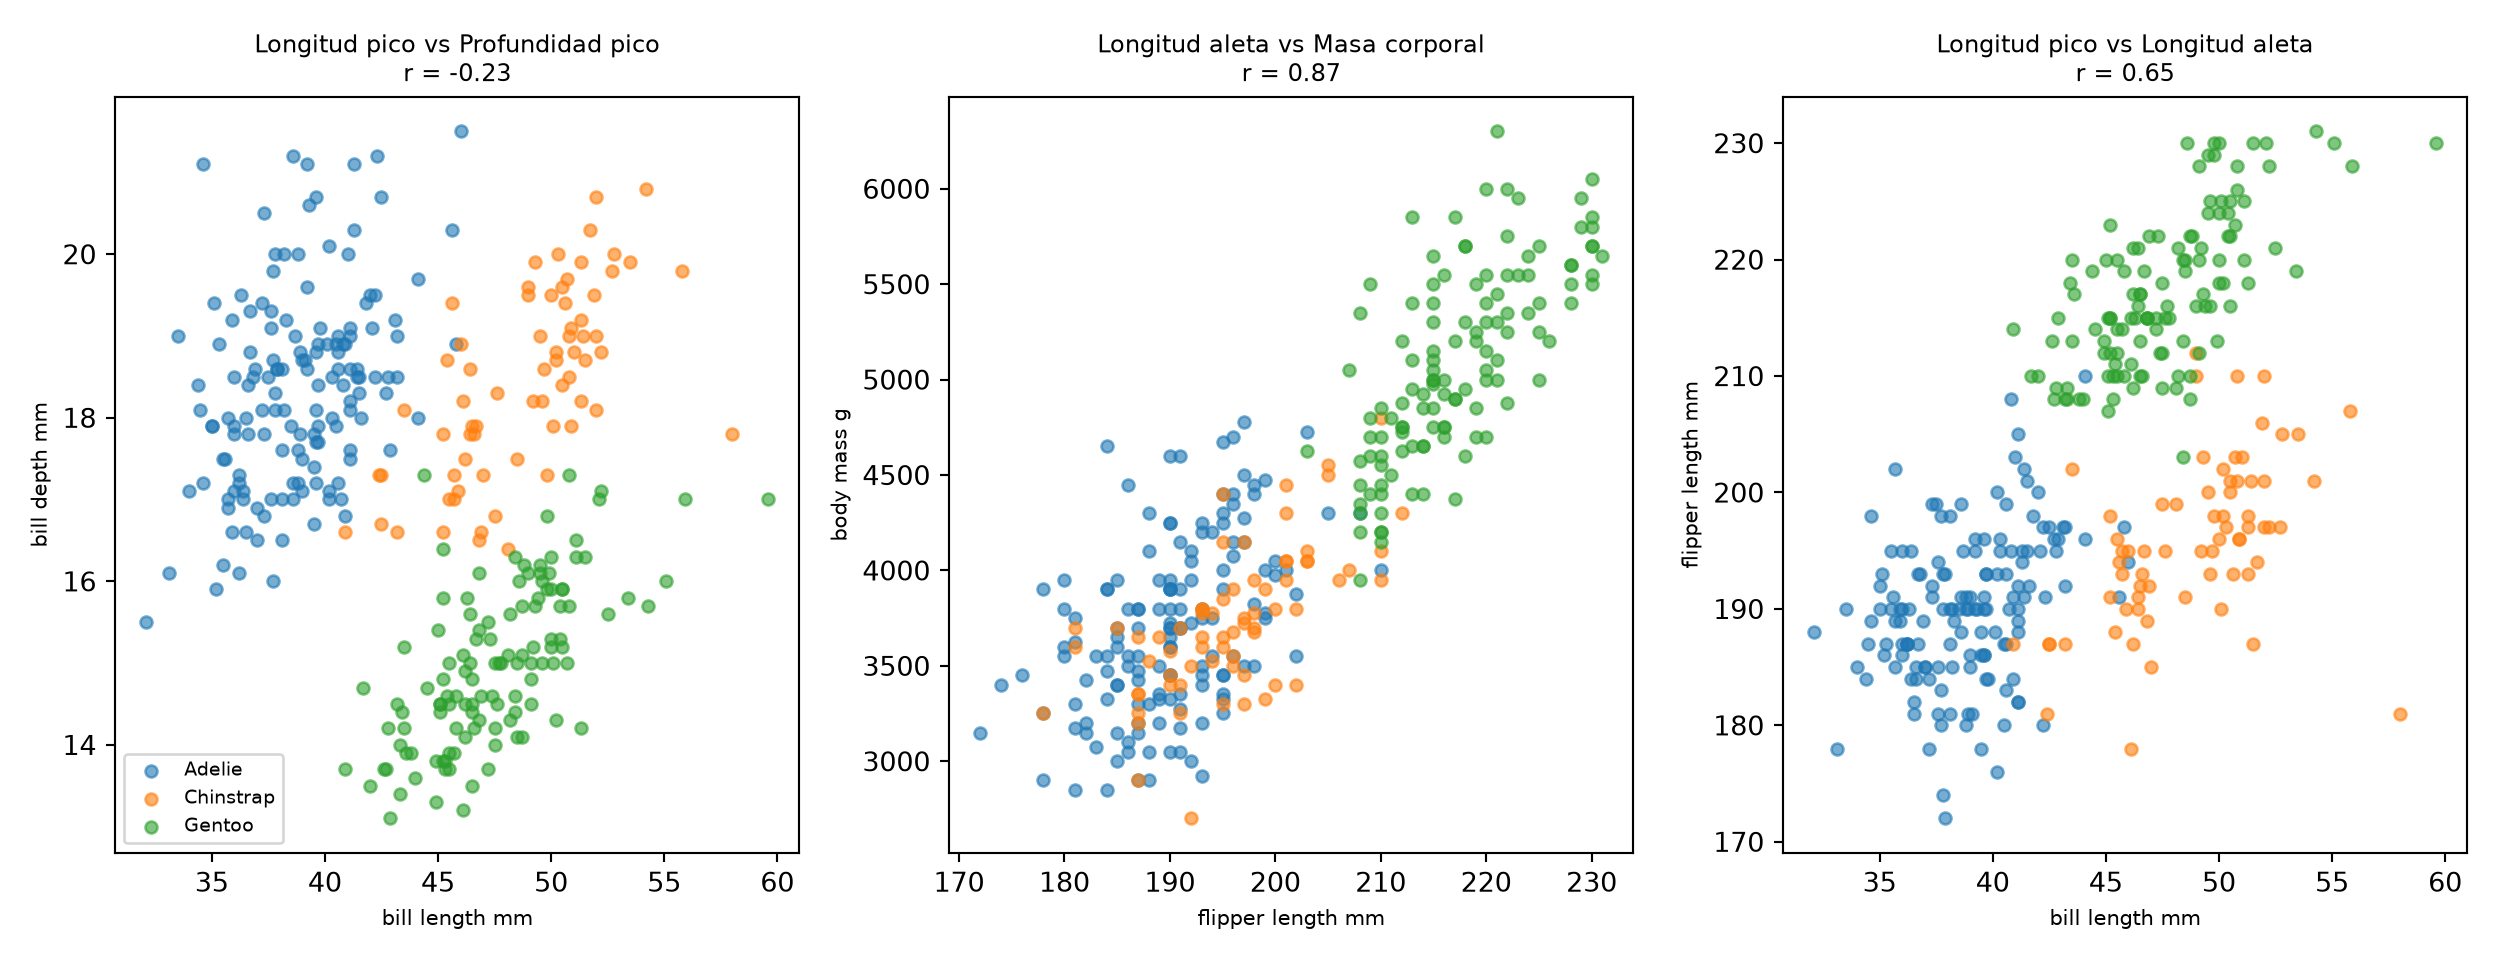 Longitud pico vs Profundidad pico
r = -0.23
bill depth mm
20
18
16
14
Adelie
Chinstrap
Gentoo
35 40 45 50 55 60
bill length mm
Longitud aleta vs Masa corporal
r = 0.87
body mass g
6000
5500
5000
4500
4000
3500
3000
170 180 190 200 210 220 230
flipper length mm
Longitud pico vs Longitud aleta
r = 0.65
flipper length mm
230
220
210
200
190
180
170
35 40 45 50 55 60
bill length mm